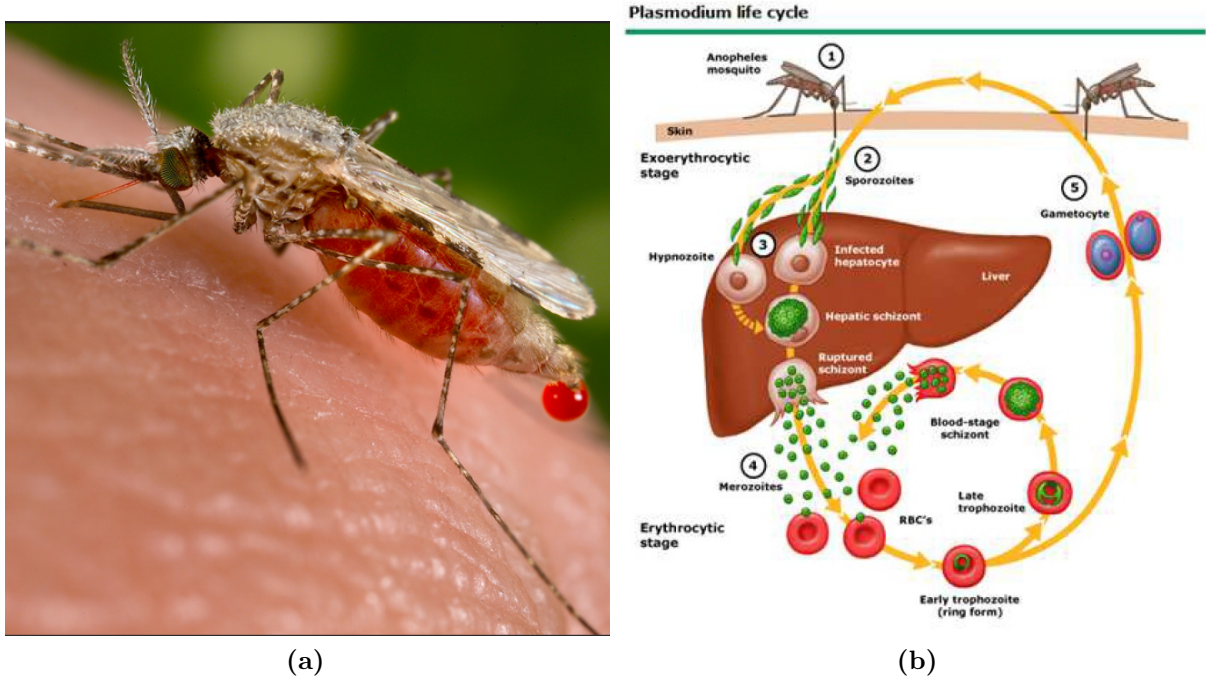 Plasmodium life cycle
Anopheles
mosquito
1
Skin
Exoerythrocytic
stage
2
Sporozoites
5
Gametocyte
Hypnozoite
3
Infected
hepatocyte
Liver
Hepatic schizont
Ruptured
schizont
Blood-stage
schizont
4
Merozoites
Late
trophozoite
RBC's
Erythrocytic
stage
Early trophozoite
(ring form)
(a)
(b)